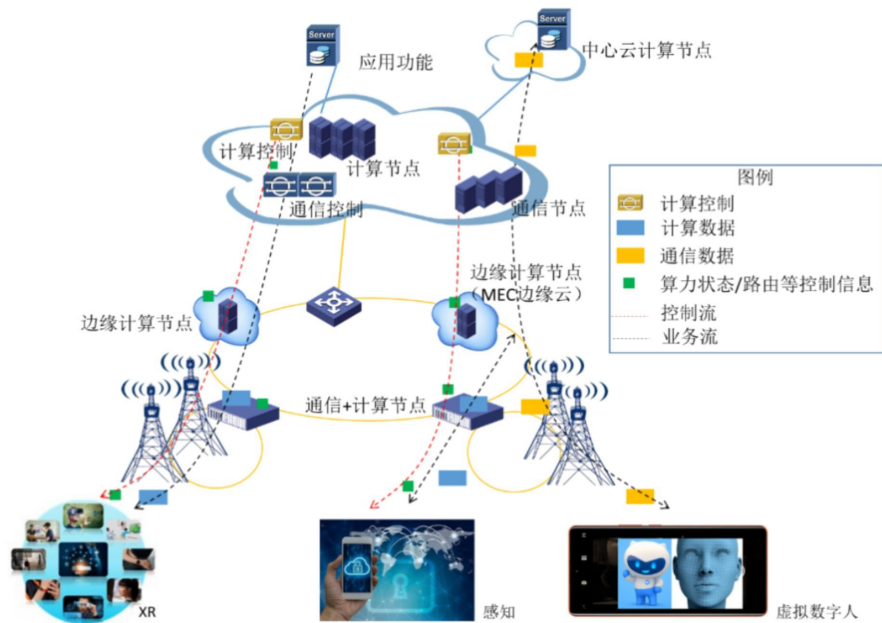 Server
应用功能
Server
中心云计算节点
计算控制
计算节点
通信控制
通信节点
图例
计算控制
计算数据
通信数据
算力状态/路由等控制信息
控制流
业务流
边缘计算节点
边缘计算节点
（MEC边缘云）
通信+计算节点
XR
感知
虚拟数字人